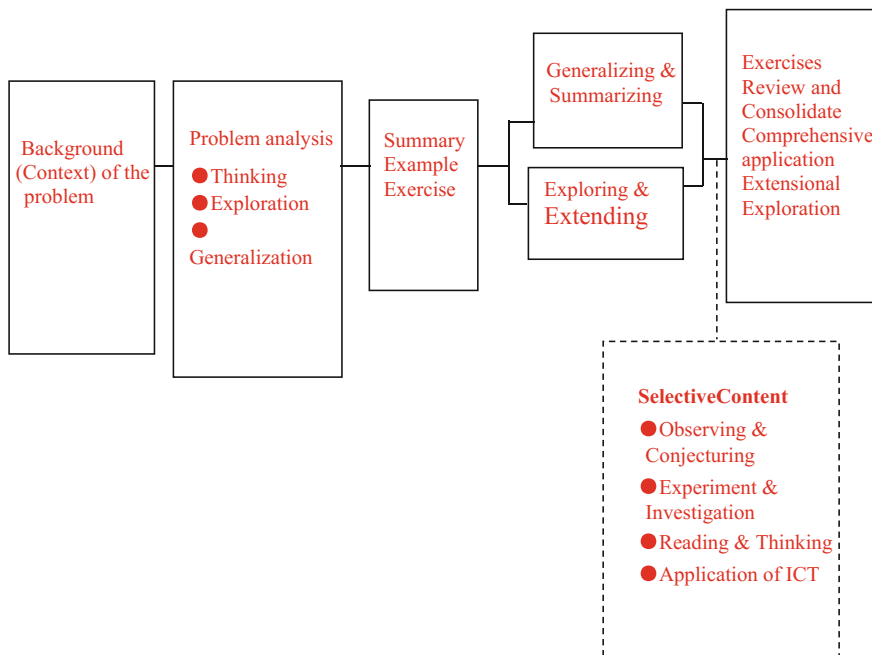 Background
(Context) of the
problem
Problem analysis
● Thinking
● Exploration
●
Generalization
Summary
Example
Exercise
Generalizing &
Summarizing
Exploring &
Extending
Exercises
Review and
Consolidate
Comprehensive
application
Extensional
Exploration
SelectiveContent
● Observing &
Conjecturing
● Experiment &
Investigation
● Reading & Thinking
● Application of ICT